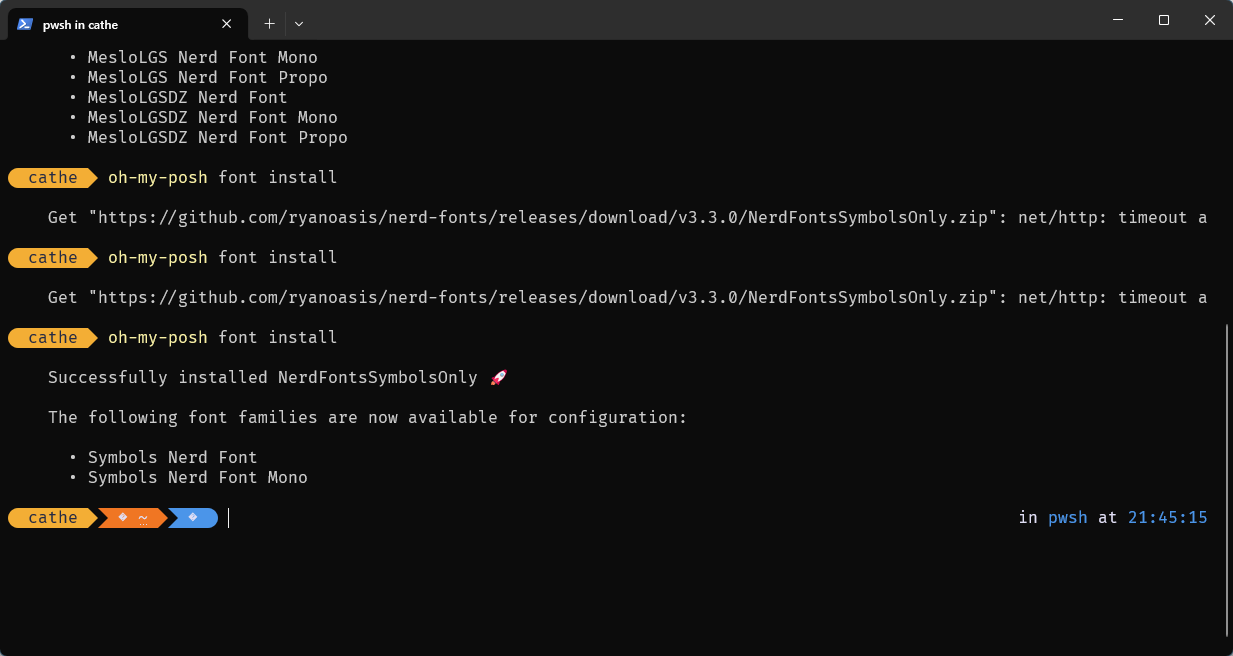 pwsh in cathe
• MesloLGS Nerd Font Mono
• MesloLGS Nerd Font Propo
• MesloLGSDZ Nerd Font
• MesloLGSDZ Nerd Font Mono
• MesloLGSDZ Nerd Font Propo
cathe oh-my-posh font install
Get "https://github.com/ryanoasis/nerd-fonts/releases/download/v3.3.0/NerdFontsSymbolsOnly.zip": net/http: timeout a
cathe oh-my-posh font install
Get "https://github.com/ryanoasis/nerd-fonts/releases/download/v3.3.0/NerdFontsSymbolsOnly.zip": net/http: timeout a
cathe oh-my-posh font install
Successfully installed NerdFontsSymbolsOnly 🚀
The following font families are now available for configuration:
• Symbols Nerd Font
• Symbols Nerd Font Mono
cathe � ~ � in pwsh at 21:45:15